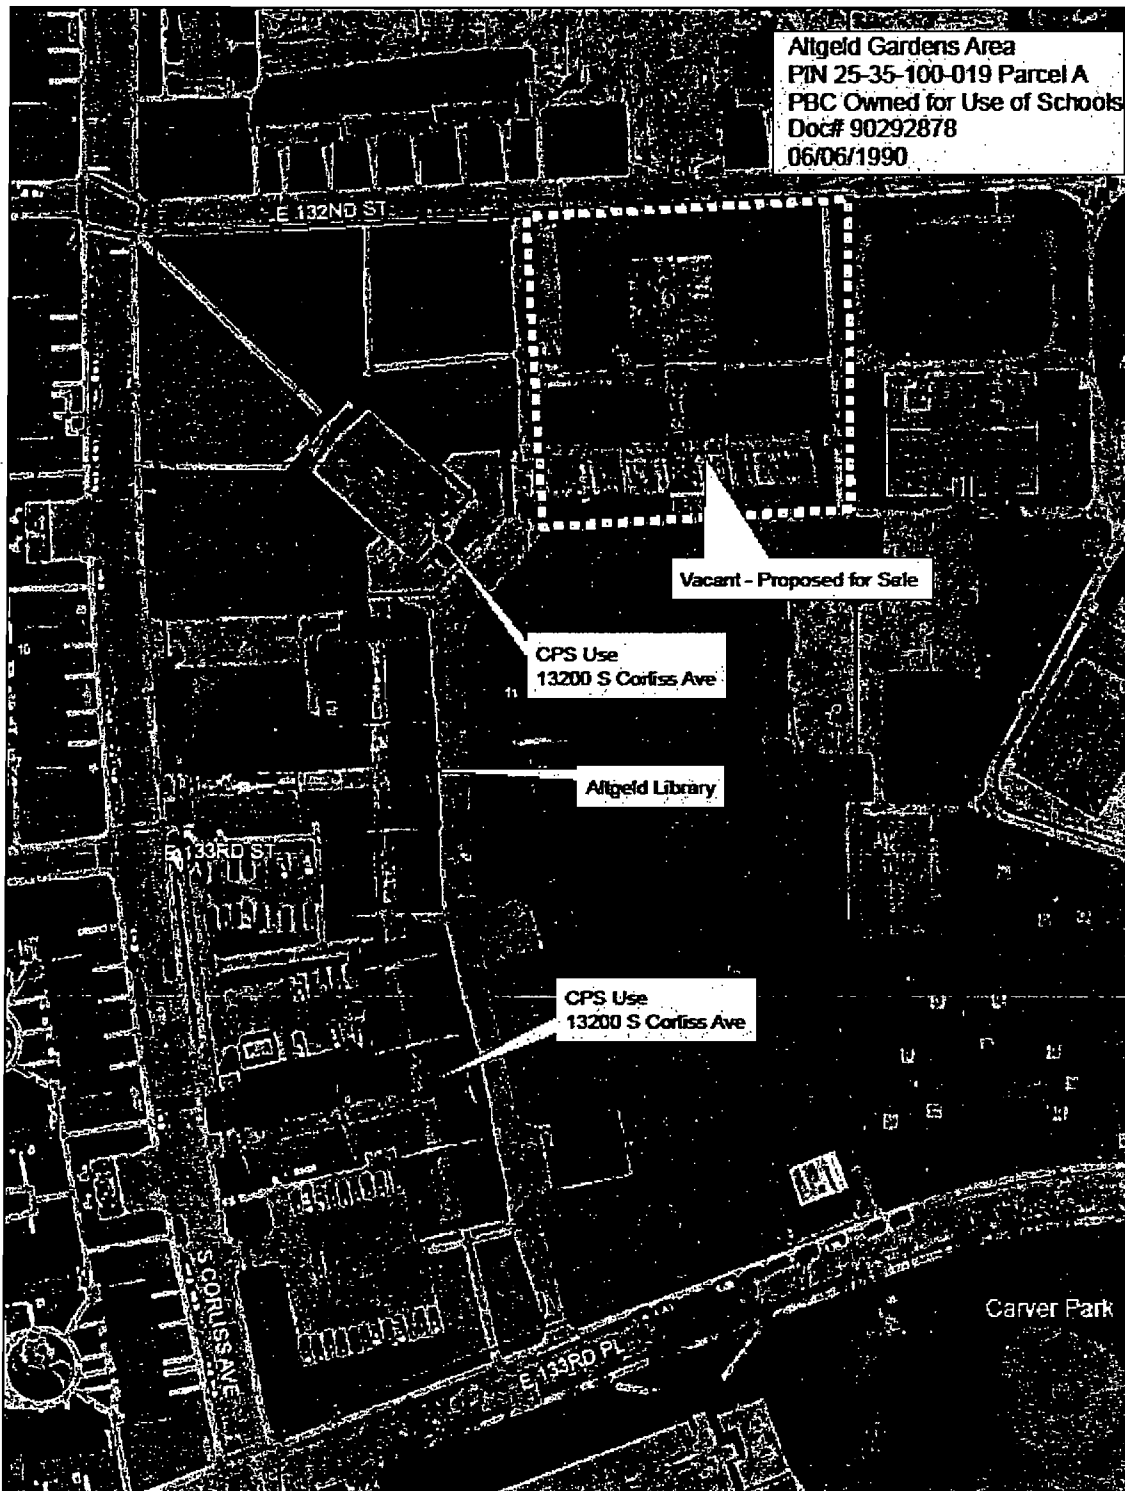 Altgeld Gardens Area
PIN 25-35-100-019 Parcel A
PBC Owned for Use of Schools
Doc# 90292878
06/06/1990
E 132ND ST
Vacant - Proposed for Sale
CPS Use
13200 S Corliss Ave
Altgeld Library
E 133RD ST
CPS Use
13200 S Corliss Ave
S CORLISS AVE
Carver Park
E 133RD PL